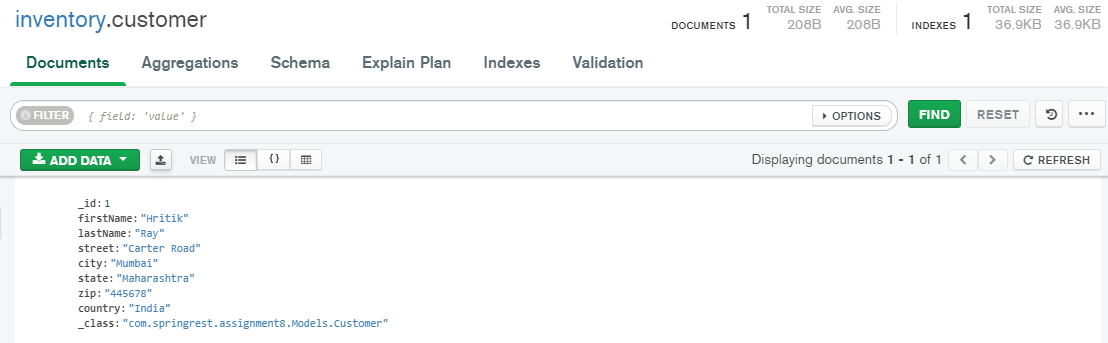 inventory.customer
DOCUMENTS 1
TOTAL SIZE 208B
AVG. SIZE 208B
INDEXES 1
TOTAL SIZE 36.9KB
AVG. SIZE 36.9KB
Documents Aggregations Schema Explain Plan Indexes Validation
FILTER { field: 'value' } OPTIONS FIND RESET ...
ADD DATA VIEW {} Displaying documents 1 - 1 of 1 < > REFRESH
_id: 1
firstName: "Hritik"
lastName: "Ray"
street: "Carter Road"
city: "Mumbai"
state: "Maharashtra"
zip: "445678"
country: "India"
_class: "com.springrest.assignment8.Models.Customer"